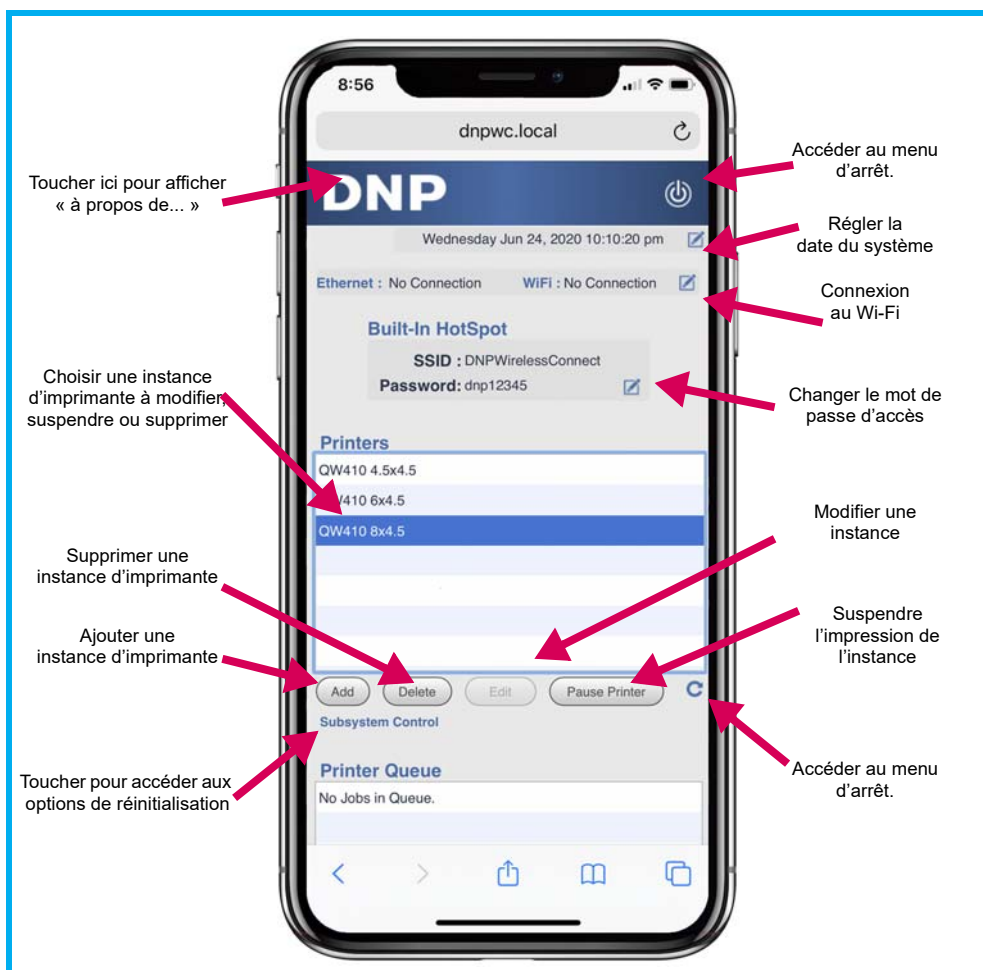 8:56
dnpwc.local
DNP
Toucher ici pour afficher
« à propos de... »
Accéder au menu
d'arrêt.
Wednesday Jun 24, 2020 10:10:20 pm
Régler la
date du système
Ethernet : No Connection WiFi : No Connection
Connexion
au Wi-Fi
Built-In HotSpot
SSID : DNPWirelessConnect
Password: dnp12345
Changer le mot de
passe d'accès
Choisir une instance
d'imprimante à modifier,
suspendre ou supprimer
Printers
QW410 4.5x4.5
W410 6x4.5
QW410 8x4.5
Modifier une
instance
Supprimer une
instance d'imprimante
Suspendre
l'impression de
l'instance
Ajouter une
instance d'imprimante
Add Delete Edit Pause Printer
Subsystem Control
Toucher pour accéder aux
options de réinitialisation
Accéder au menu
d'arrêt.
Printer Queue
No Jobs in Queue.